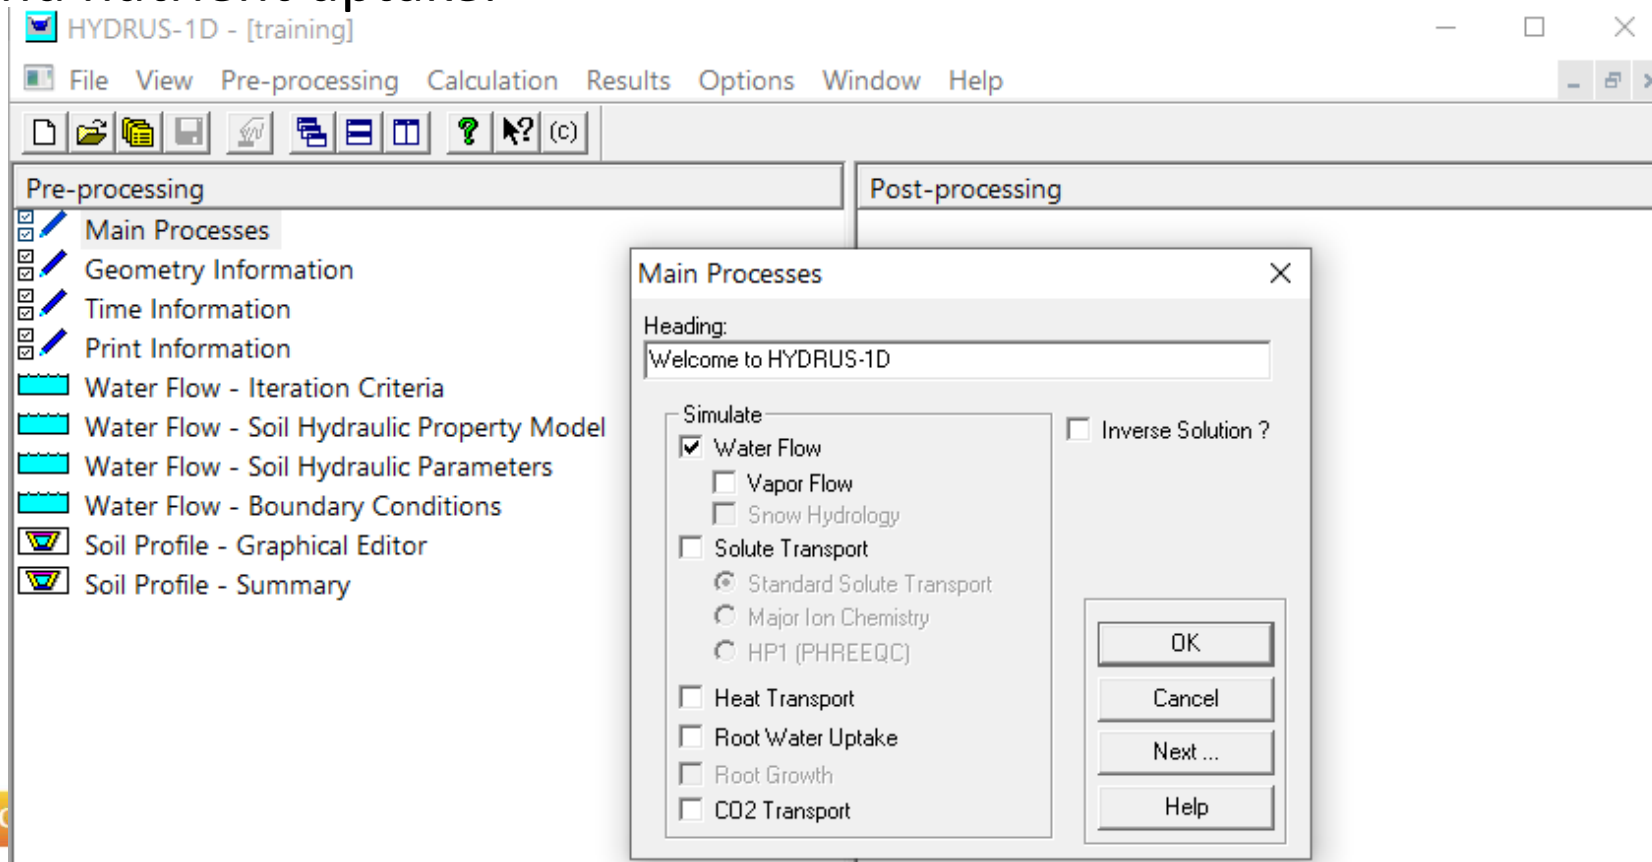 nutrient uptake.
HYDRUS-1D - [training]
File View Pre-processing Calculation Results Options Window Help
(c)
Pre-processing
Post-processing
Main Processes
Geometry Information
Time Information
Print Information
Water Flow - Iteration Criteria
Water Flow - Soil Hydraulic Property Model
Water Flow - Soil Hydraulic Parameters
Water Flow - Boundary Conditions
Soil Profile - Graphical Editor
Soil Profile - Summary
Main Processes
Heading:
Welcome to HYDRUS-1D
Simulate
Inverse Solution ?
Water Flow
Vapor Flow
Snow Hydrology
Solute Transport
Standard Solute Transport
Major Ion Chemistry
HP1 (PHREEQC)
Heat Transport
Root Water Uptake
Root Growth
CO2 Transport
OK
Cancel
Next ...
Help